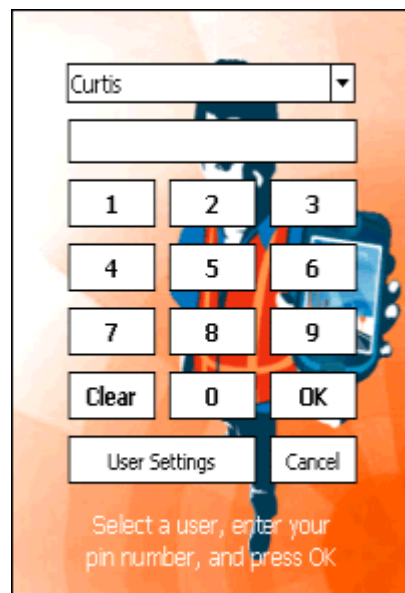 Curtis
1 2 3
4 5 6
7 8 9
Clear 0 OK
User Settings Cancel
Select a user, enter your
pin number, and press OK